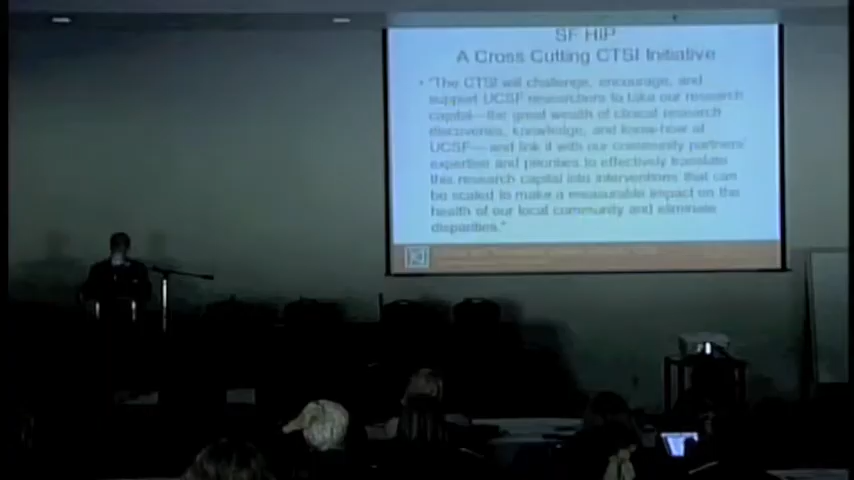 SF HIP
A Cross Cutting CTSI Initiative
• "The CTSI will challenge, encourage, and
support UCSF researchers to take our research
capital—the great wealth of clinical research
discoveries, knowledge, and know-how at
UCSF—and link it with our community partners'
expertise and priorities to effectively translate
this research capital into interventions that can
be scaled to make a measurable impact on the
health of our local community and eliminate
disparities."